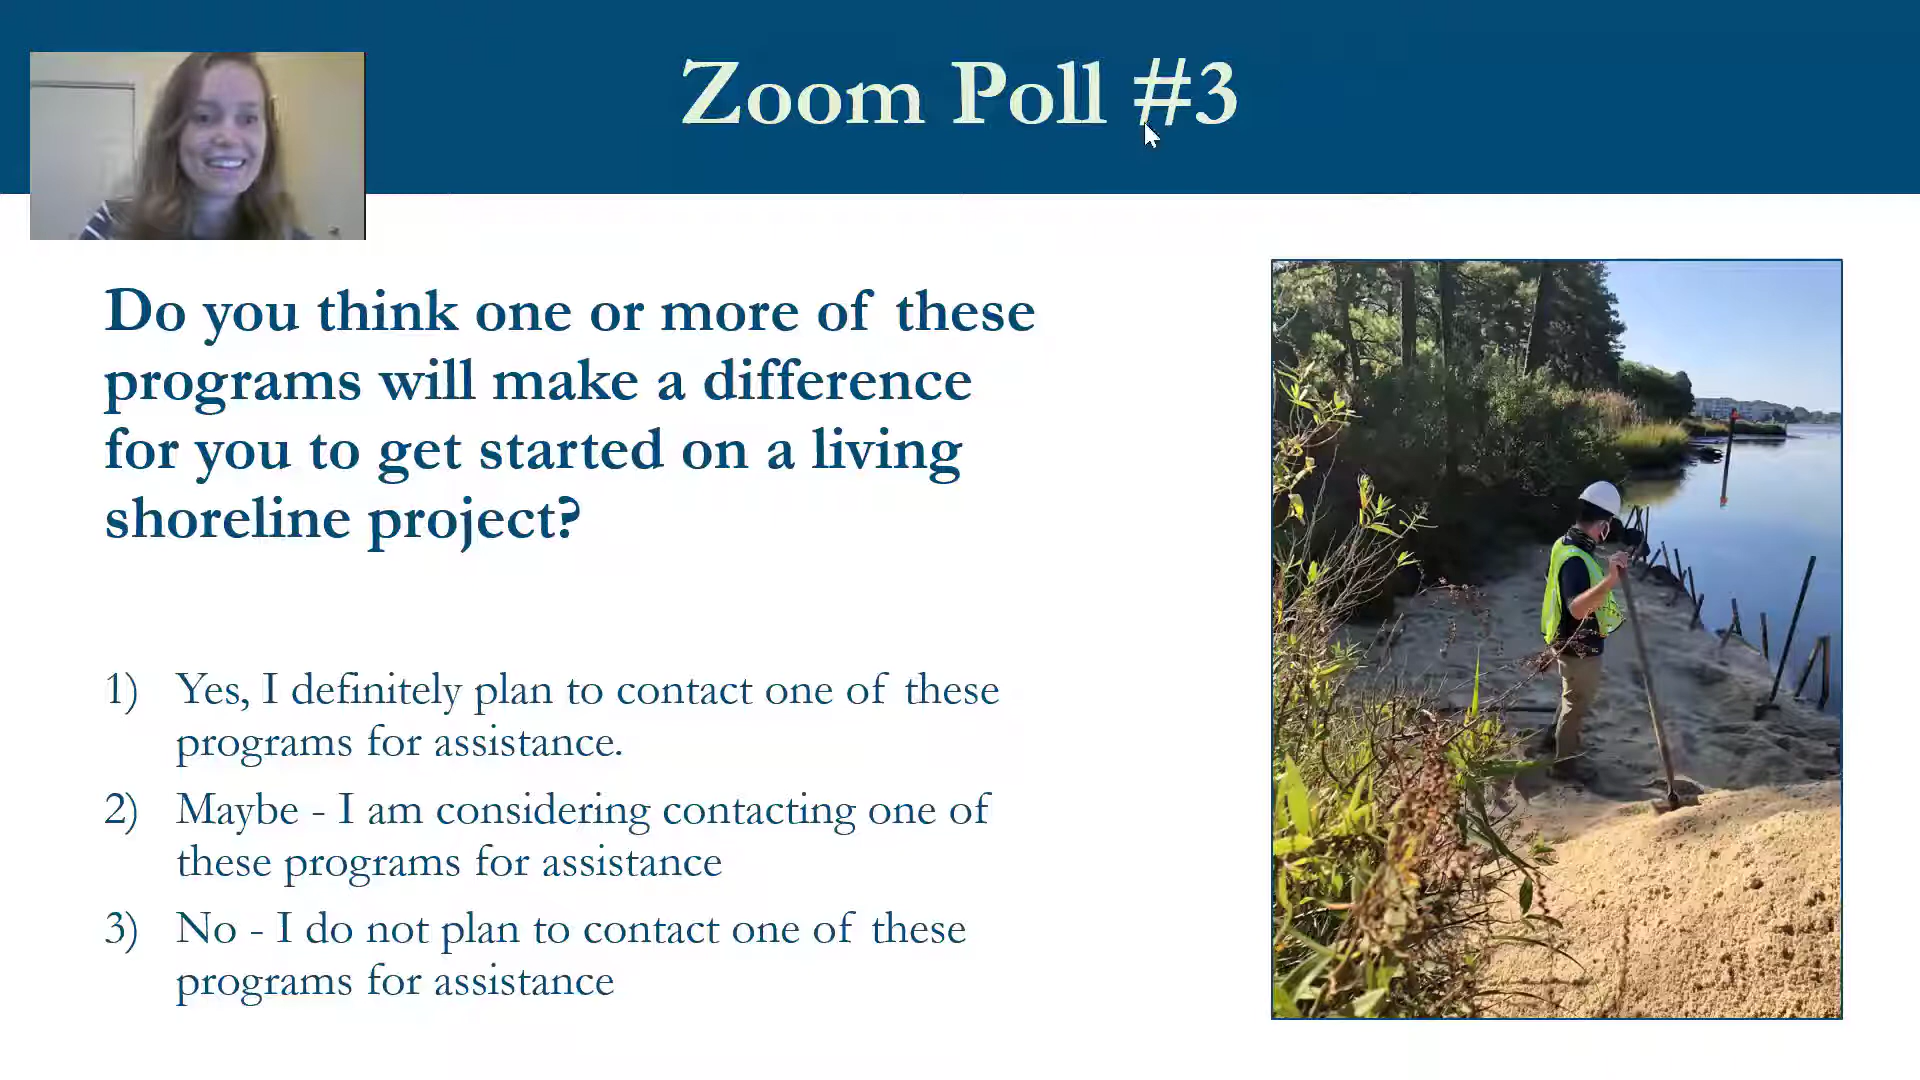 Zoom Poll #3
Do you think one or more of these
programs will make a difference
for you to get started on a living
shoreline project?
1) Yes, I definitely plan to contact one of these
programs for assistance.
2) Maybe - I am considering contacting one of
these programs for assistance
3) No - I do not plan to contact one of these
programs for assistance